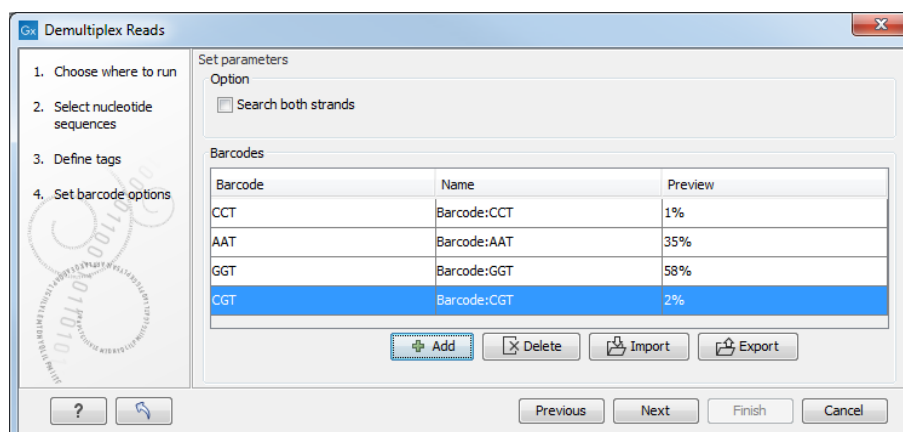 Gx Demultiplex Reads
1. Choose where to run
2. Select nucleotide
sequences
3. Define tags
4. Set barcode options
Set parameters
Option
Search both strands
Barcodes
Barcode Name Preview
CCT Barcode:CCT 1%
AAT Barcode:AAT 35%
GGT Barcode:GGT 58%
CGT Barcode:CGT 2%
Add Delete Import Export
? Previous Next Finish Cancel